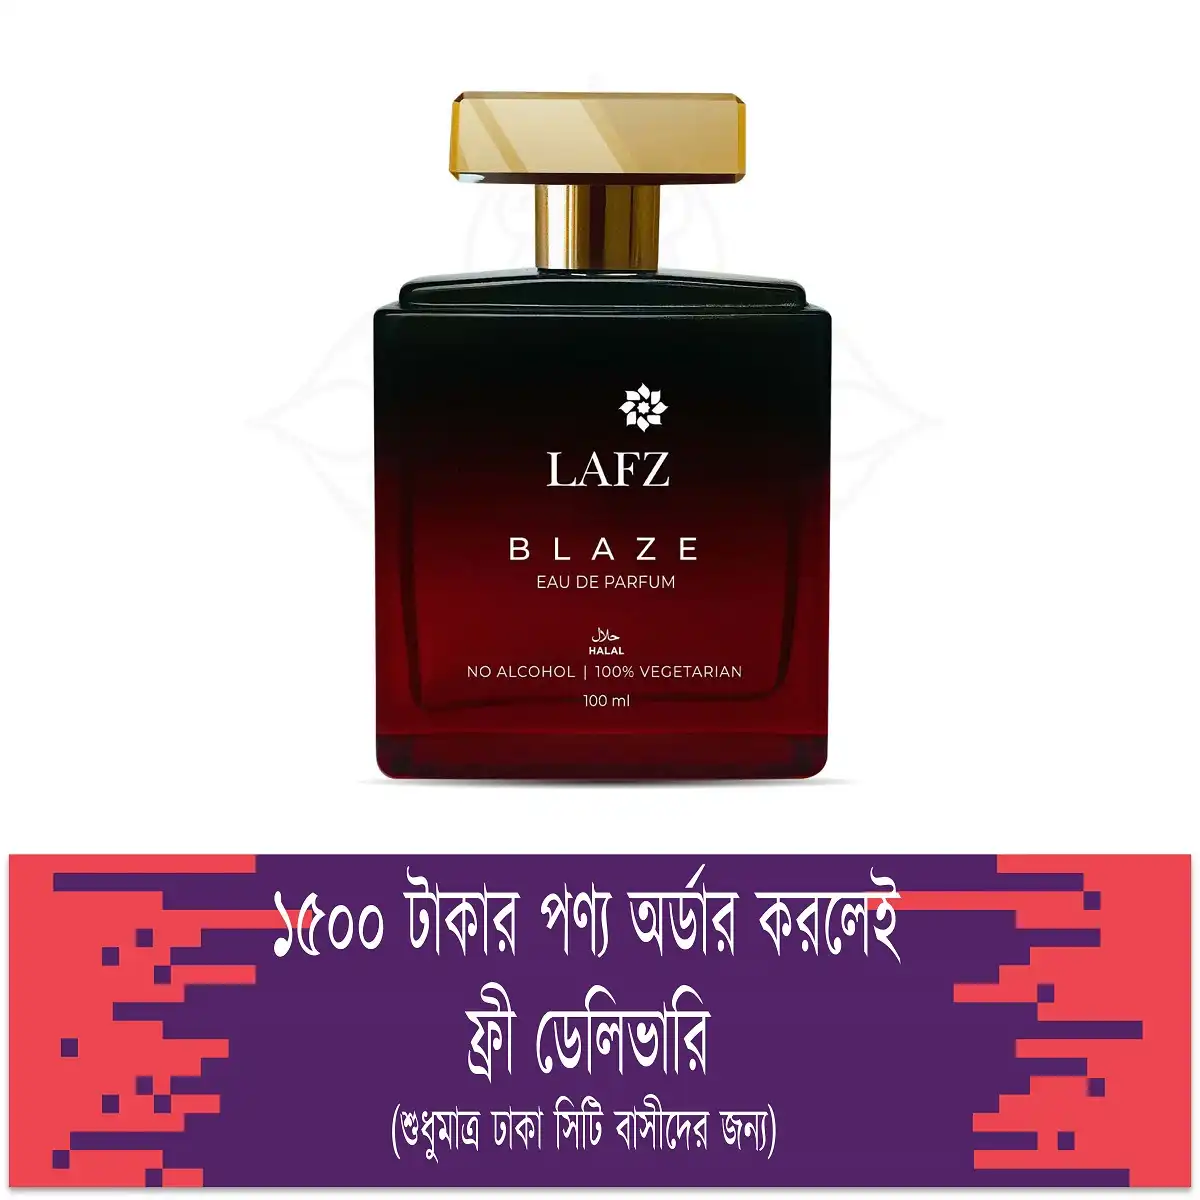 LAFZ
BLAZE
EAU DE PARFUM
حلال
HALAL
NO ALCOHOL | 100% VEGETARIAN
100 ml
১৫০০ টাকার পণ্য অর্ডার করলেই
ফ্রী ডেলিভারি
(শুধুমাত্র ঢাকা সিটি বাসীদের জন্য)